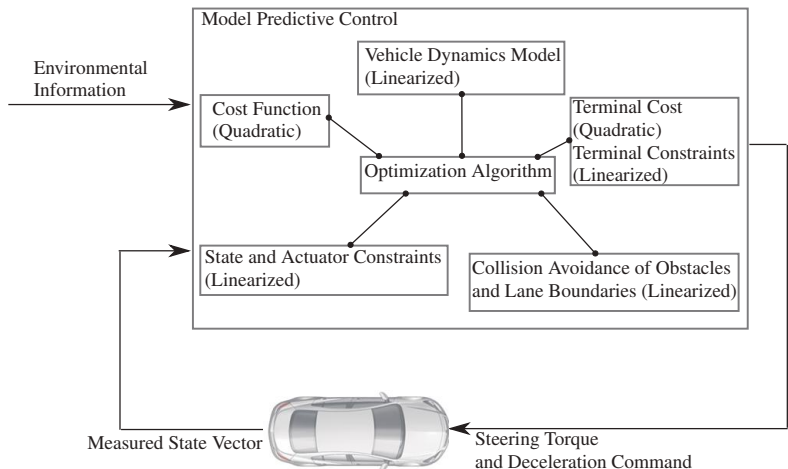 Model Predictive Control
Environmental
Information
Vehicle Dynamics Model
(Linearized)
Cost Function
(Quadratic)
Terminal Cost
(Quadratic)
Terminal Constraints
(Linearized)
Optimization Algorithm
State and Actuator Constraints
(Linearized)
Collision Avoidance of Obstacles
and Lane Boundaries (Linearized)
Measured State Vector
Steering Torque
and Deceleration Command